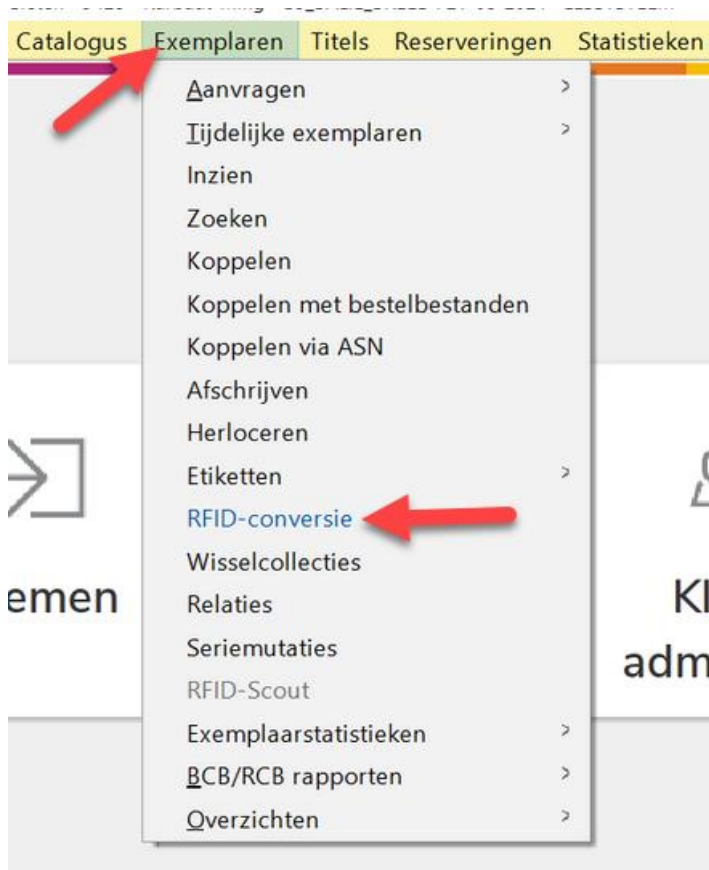 Catalogus Exemplaren Titels Reserveringen Statistieken
Aanvragen
Tijdelijke exemplaren
Inzien
Zoeken
Koppelen
Koppelen met bestelbestanden
Koppelen via ASN
Afschrijven
Herloceren
Etiketten
RFID-conversie
Wisselcollecties
emen
Relaties
Kl
Seriemutaties
adm
RFID-Scout
Exemplaarstatistieken
BCB/RCB rapporten
Overzichten